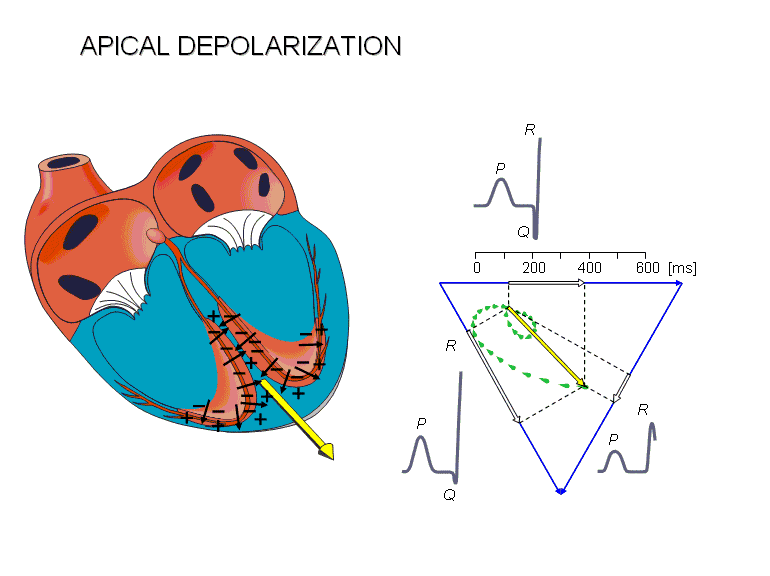 APICAL DEPOLARIZATION
R
P
Q
0 200 400 600 [ms]
R
P
Q
R
P
+ − − + − − − + − + − − + + − − + − + − + + + +